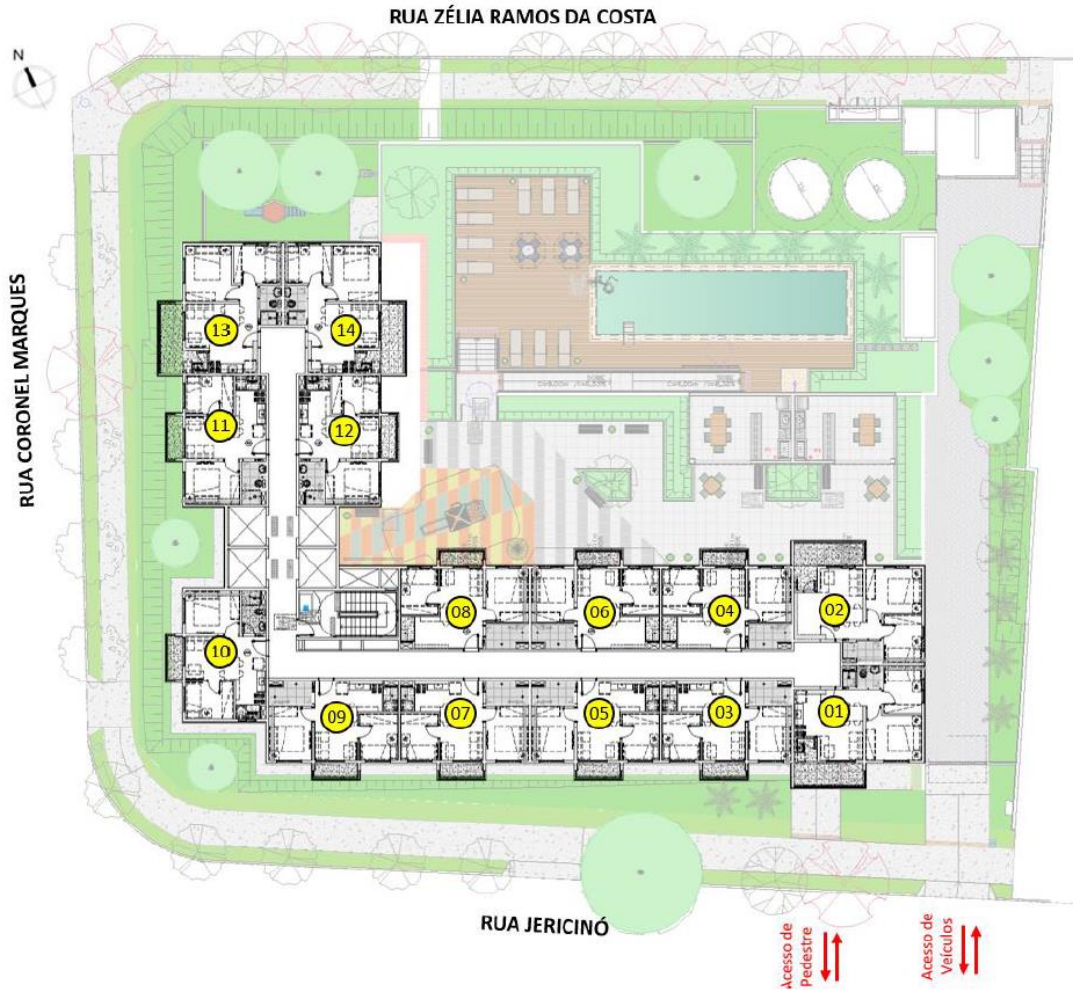 RUA ZÉLIA RAMOS DA COSTA
N
RUA CORONEL MARQUES
13
14
11
12
08
06
04
02
10
09
07
05
03
01
RUA JERICINÓ
Acesso de
Pedestre
Acesso de
Veículos